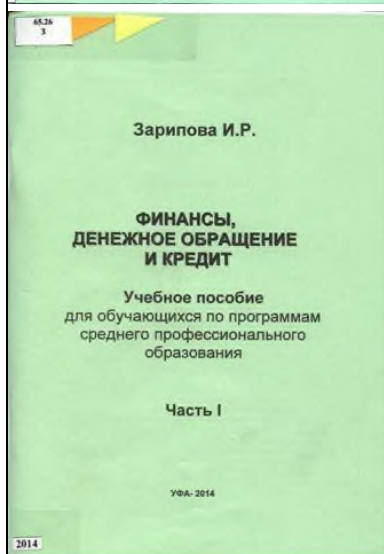 65.26
З
Зарипова И.Р.
ФИНАНСЫ,
ДЕНЕЖНОЕ ОБРАЩЕНИЕ
И КРЕДИТ
Учебное пособие
для обучающихся по программам
среднего профессионального
образования
Часть I
УФА- 2014
2014